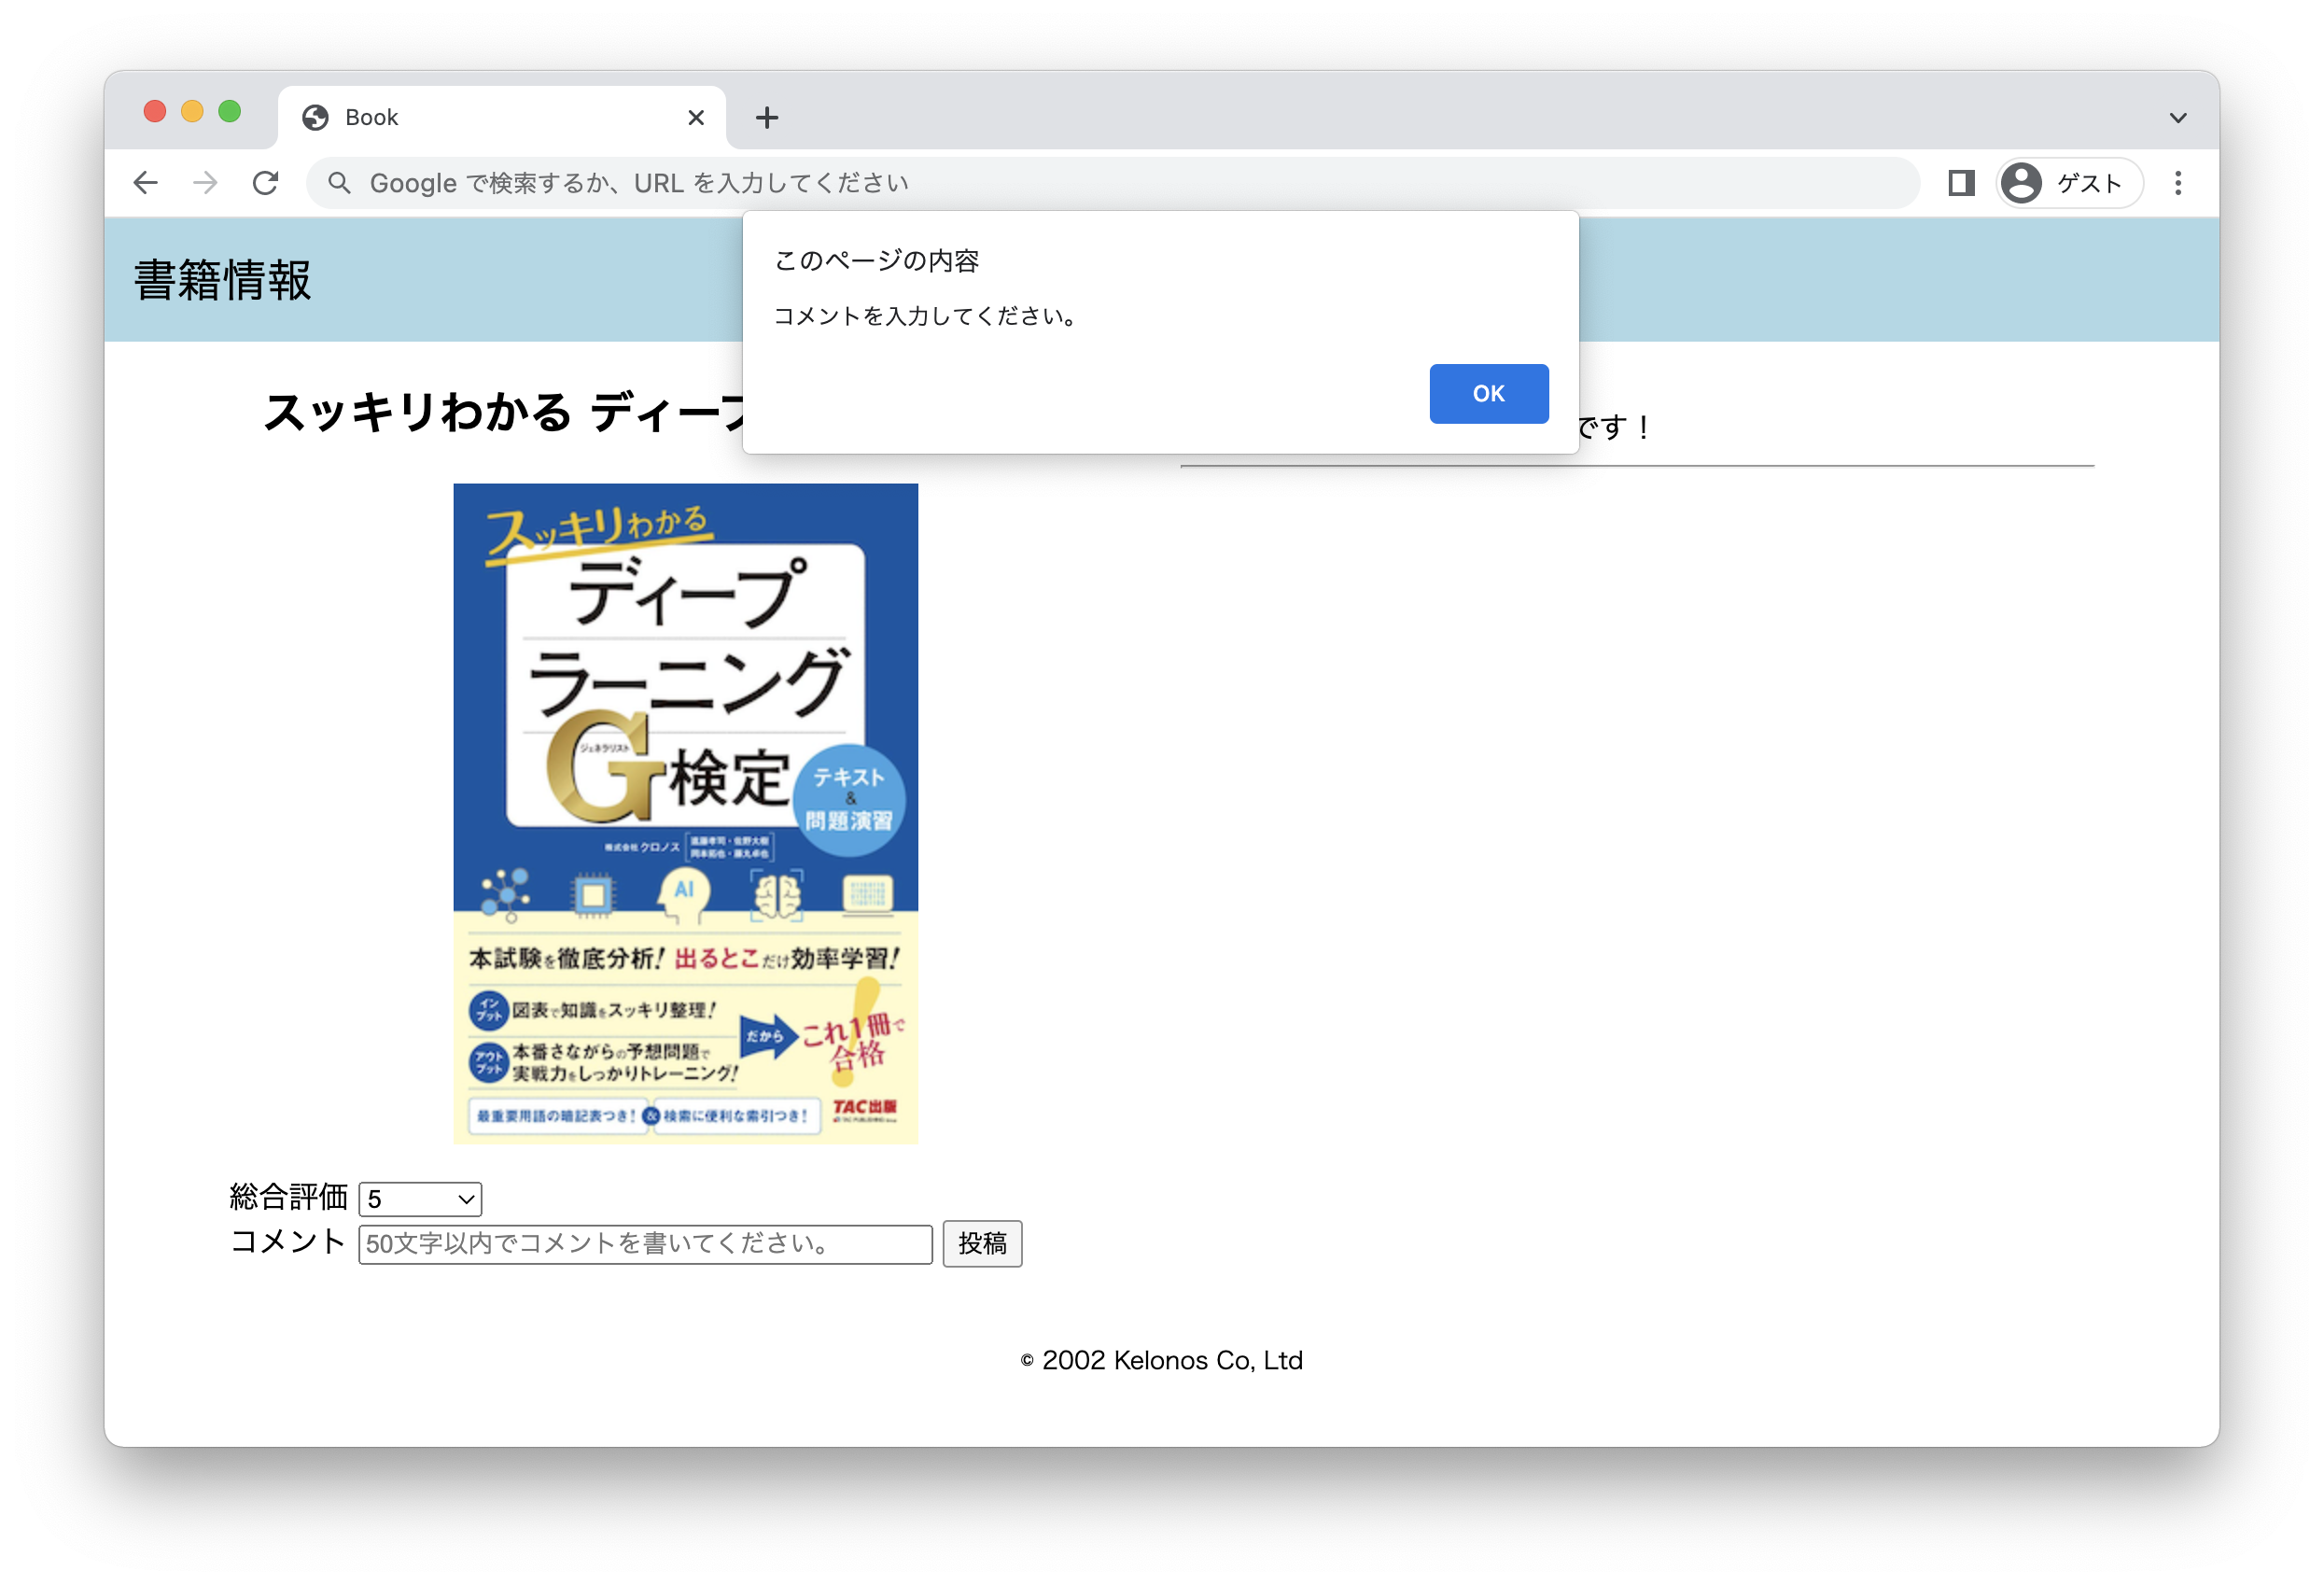 Book
Google で検索するか、URL を入力してください
ゲスト
書籍情報
このページの内容
コメントを入力してください。
OK
スッキリわかる ディープ
です！
スッキリわかる
ディープ
ラーニング
ジェネラリスト
G検定
テキスト
&
問題演習
株式会社クロノス
AI
本試験を徹底分析！出るとこだけ効率学習！
インプット
図表で知識をスッキリ整理！
アウトプット
本番さながらの予想問題で
実戦力をしっかりトレーニング！
だから
これ1冊で
合格
最重要用語の暗記表つき！ & 検索に便利な索引つき！
TAC出版
総合評価 5
コメント 50文字以内でコメントを書いてください。 投稿
© 2002 Kelonos Co, Ltd